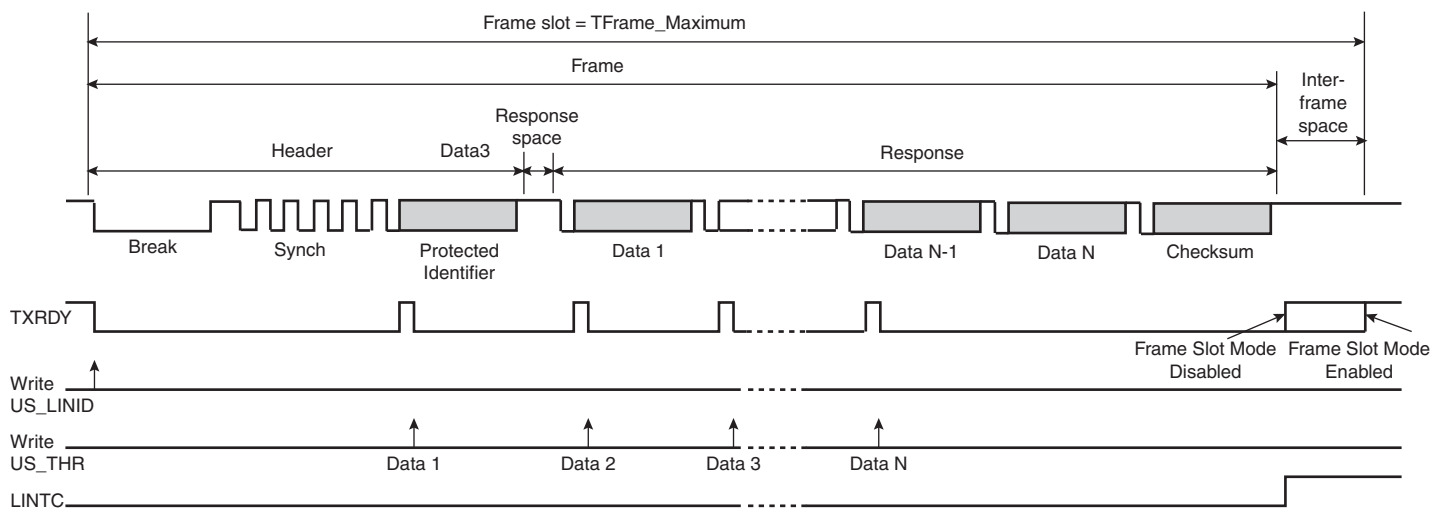 Frame slot = TFrame_Maximum
Frame
Inter-
frame
space
Response
space
Header
Data3
Response
Break
Synch
Protected
Identifier
Data 1
Data N-1
Data N
Checksum
TXRDY
Frame Slot Mode
Disabled
Frame Slot Mode
Enabled
Write
US_LINID
Write
US_THR
Data 1
Data 2
Data 3
Data N
LINTC